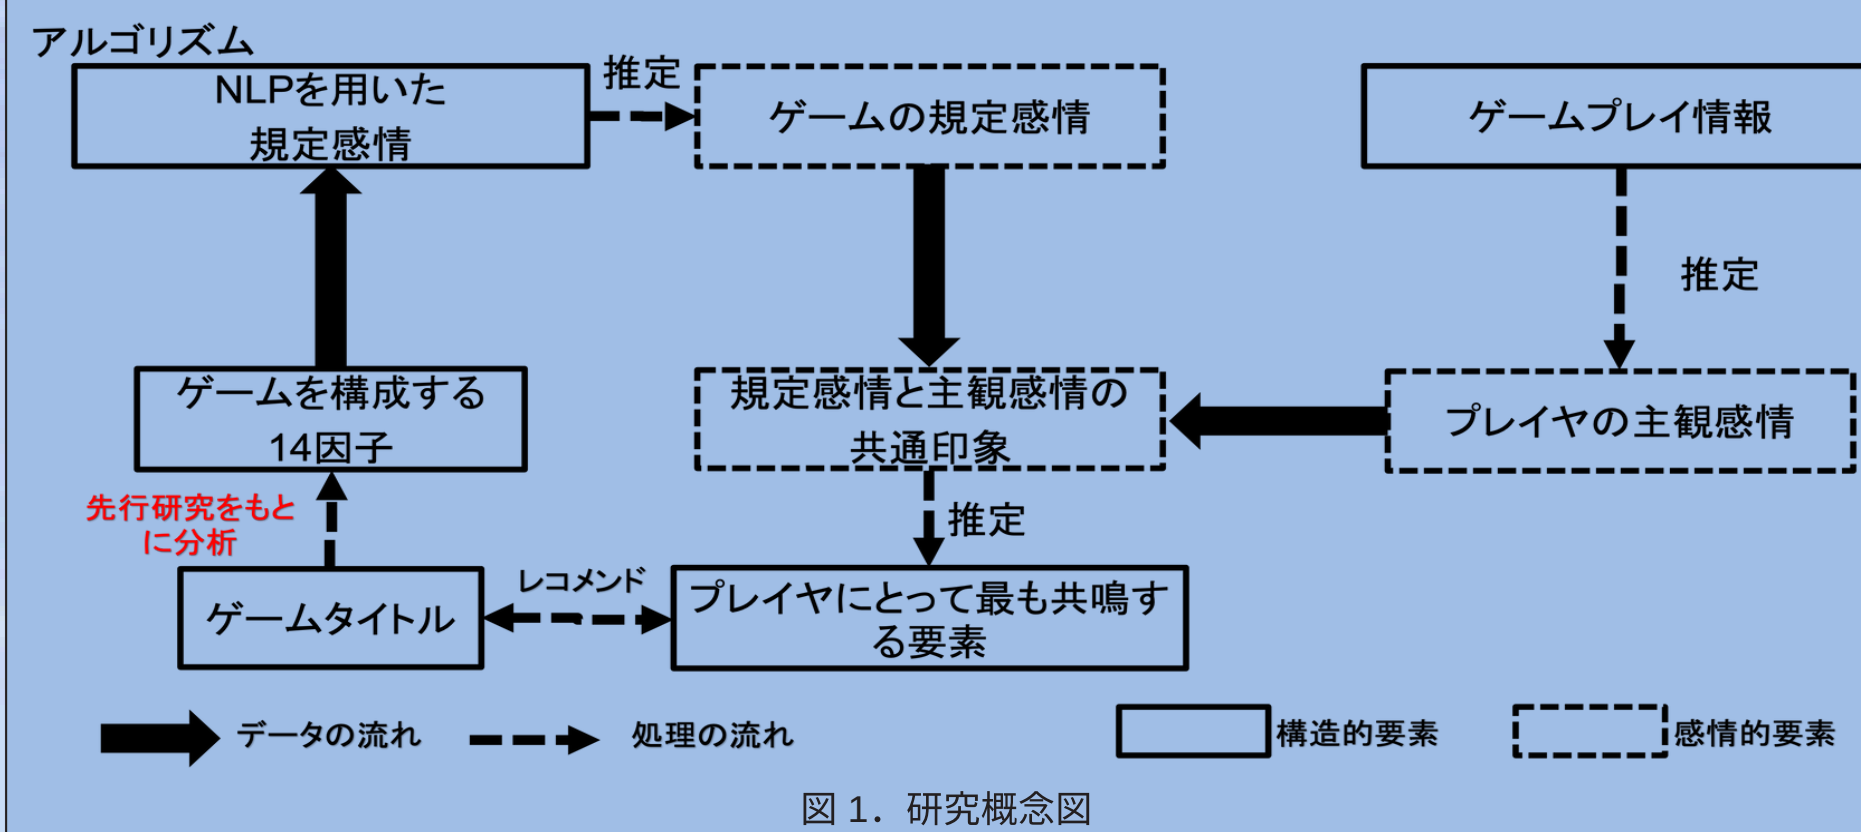 アルゴリズム
NLPを用いた
規定感情
推定
ゲームの規定感情
ゲームプレイ情報
推定
ゲームを構成する
14因子
規定感情と主観感情の
共通印象
プレイヤの主観感情
先行研究をもと
に分析
推定
ゲームタイトル
レコメンド
プレイヤにとって最も共鳴す
る要素
データの流れ
処理の流れ
構造的要素
感情的要素
図 1．研究概念図